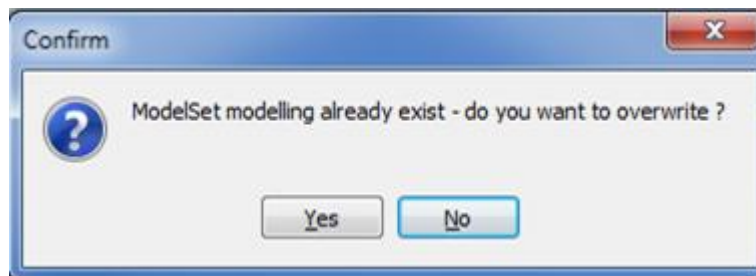 Confirm
ModelSet modelling already exist - do you want to overwrite ?
Yes
No